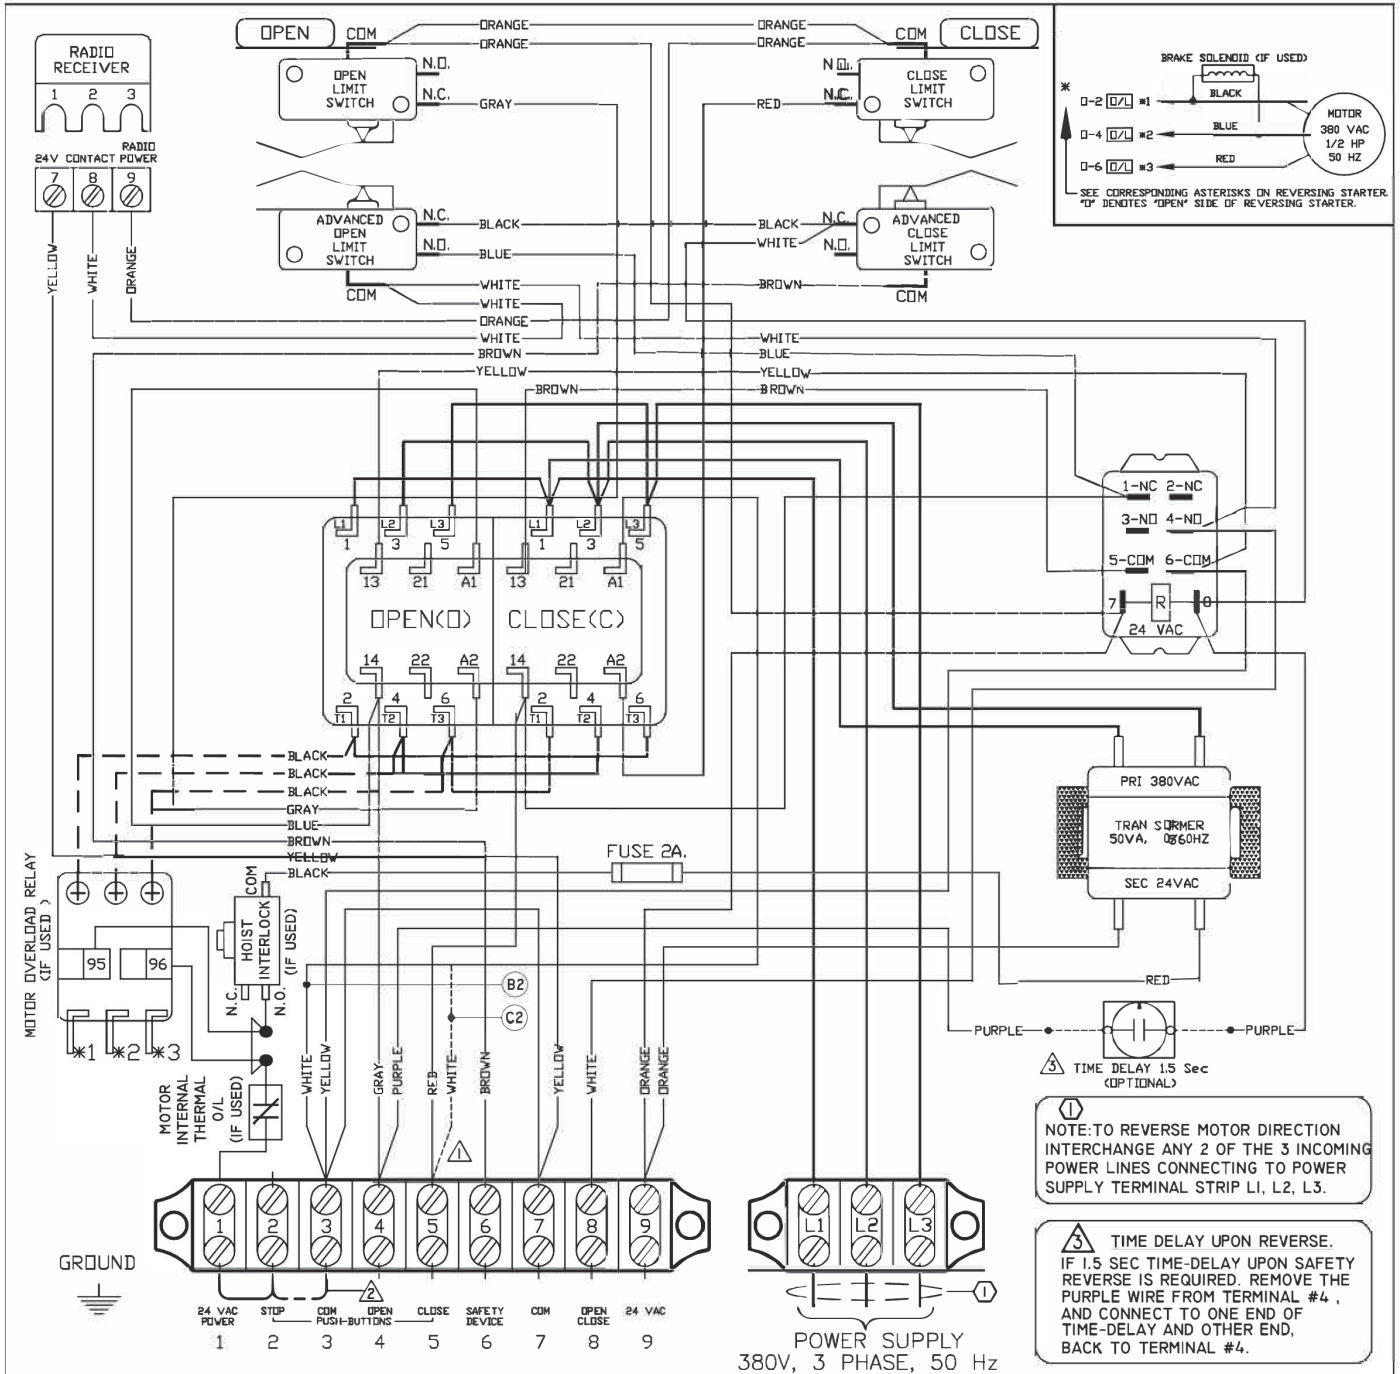 OPEN
COM
ORANGE
ORANGE
ORANGE
ORANGE
COM
CLOSE
RADIO
RECEIVER
1 2 3
24V CONTACT
RADIO
POWER
7 8 9
YELLOW
WHITE
ORANGE
OPEN
LIMIT
SWITCH
N.O.
N.C.
GRAY
RED
N.O.
N.C.
CLOSE
LIMIT
SWITCH
BRAKE SOLENOID (IF USED)
*
O-2 O/L *1
BLACK
O-4 O/L *2
BLUE
O-6 O/L *3
RED
MOTOR
380 VAC
1/2 HP
50 HZ
SEE CORRESPONDING ASTERISKS ON REVERSING STARTER.
"O" DENOTES "OPEN" SIDE OF REVERSING STARTER.
ADVANCED
OPEN
LIMIT
SWITCH
N.C.
N.O.
COM
BLACK
BLUE
WHITE
WHITE
ORANGE
WHITE
BROWN
YELLOW
BROWN
BLACK
WHITE
BROWN
N.C.
N.O.
ADVANCED
CLOSE
LIMIT
SWITCH
COM
WHITE
BLUE
YELLOW
BROWN
1-NC 2-NC
3-NO 4-NO
5-COM 6-COM
7 R 8
24 VAC
L1 L2 L3 L1 L2 L3
1 3 5 1 3 5
13 21 A1 13 21 A1
OPEN(O) CLOSE(C)
14 22 A2 14 22 A2
2 4 6 2 4 6
T1 T2 T3 T1 T2 T3
BLACK
BLACK
BLACK
GRAY
BLUE
BROWN
YELLOW
BLACK
FUSE 2A.
PRI 380VAC
TRAN SORMER
50VA, 60HZ
SEC 24VAC
MOTOR OVERLOAD RELAY
(IF USED )
95 96
*1 *2 *3
COM
HOIST
INTERLOCK
(IF USED)
N.C.
N.O.
B2
C2
RED
PURPLE
PURPLE
3 TIME DELAY 1.5 Sec
(OPTIONAL)
MOTOR
INTERNAL
THERMAL
O/L
(IF USED)
WHITE
YELLOW
GRAY
PURPLE
RED
WHITE
BROWN
YELLOW
WHITE
ORANGE
ORANGE
1
1
NOTE:TO REVERSE MOTOR DIRECTION
INTERCHANGE ANY 2 OF THE 3 INCOMING
POWER LINES CONNECTING TO POWER
SUPPLY TERMINAL STRIP L1, L2, L3.
1 2 3 4 5 6 7 8 9
L1 L2 L3
GROUND
2
1
24 VAC
POWER
STOP
COM
OPEN
CLOSE
PUSH-BUTTONS
SAFETY
DEVICE
COM
OPEN
CLOSE
24 VAC
1 2 3 4 5 6 7 8 9
POWER SUPPLY
380V, 3 PHASE, 50 Hz
3 TIME DELAY UPON REVERSE.
IF 1.5 SEC TIME-DELAY UPON SAFETY
REVERSE IS REQUIRED. REMOVE THE
PURPLE WIRE FROM TERMINAL #4 ,
AND CONNECT TO ONE END OF
TIME-DELAY AND OTHER END,
BACK TO TERMINAL #4.